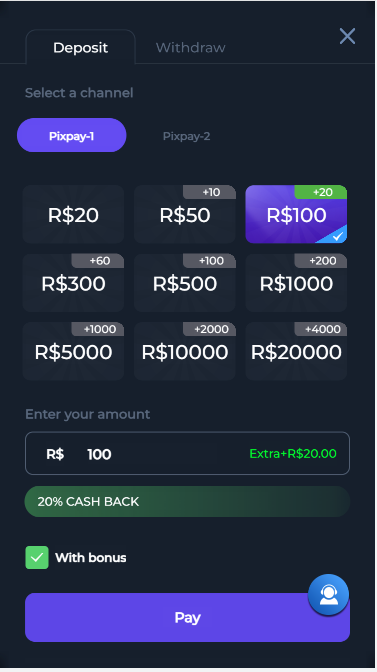 Deposit
Withdraw
Select a channel
Pixpay-1
Pixpay-2
R$20
+10
R$50
+20
R$100
+60
R$300
+100
R$500
+200
R$1000
+1000
R$5000
+2000
R$10000
+4000
R$20000
Enter your amount
R$ 100 Extra+R$20.00
20% CASH BACK
With bonus
Pay